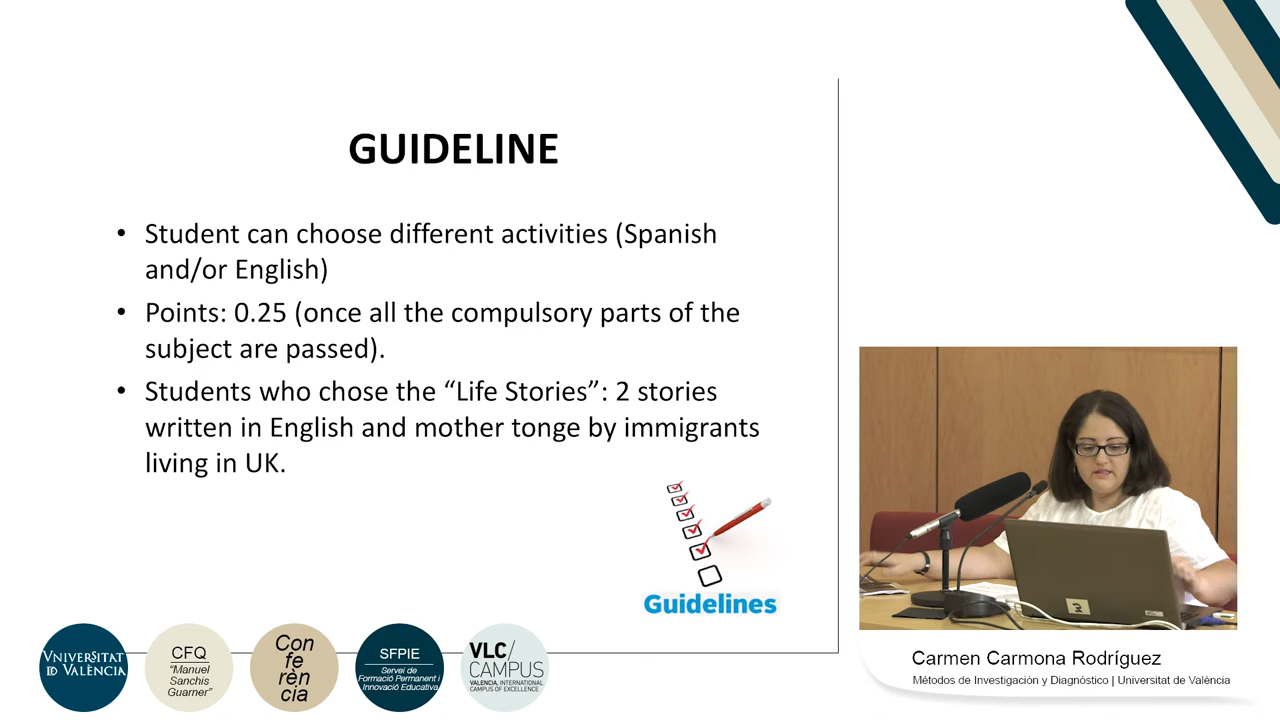 GUIDELINE
• Student can choose different activities (Spanish
and/or English)
• Points: 0.25 (once all the compulsory parts of the
subject are passed).
• Students who chose the “Life Stories”: 2 stories
written in English and mother tonge by immigrants
living in UK.
Guidelines
VNIVERSITAT
ID VALÈNCIA
CFQ
“Manuel
Sanchis
Guarner”
Con
fe
rèn
cia
SFPIE
Servei de
Formació Permanent i
Innovació Educativa
VLC/
CAMPUS
VALENCIA, INTERNATIONAL
CAMPUS OF EXCELLENCE
Carmen Carmona Rodríguez
Métodos de Investigación y Diagnóstico | Universitat de València